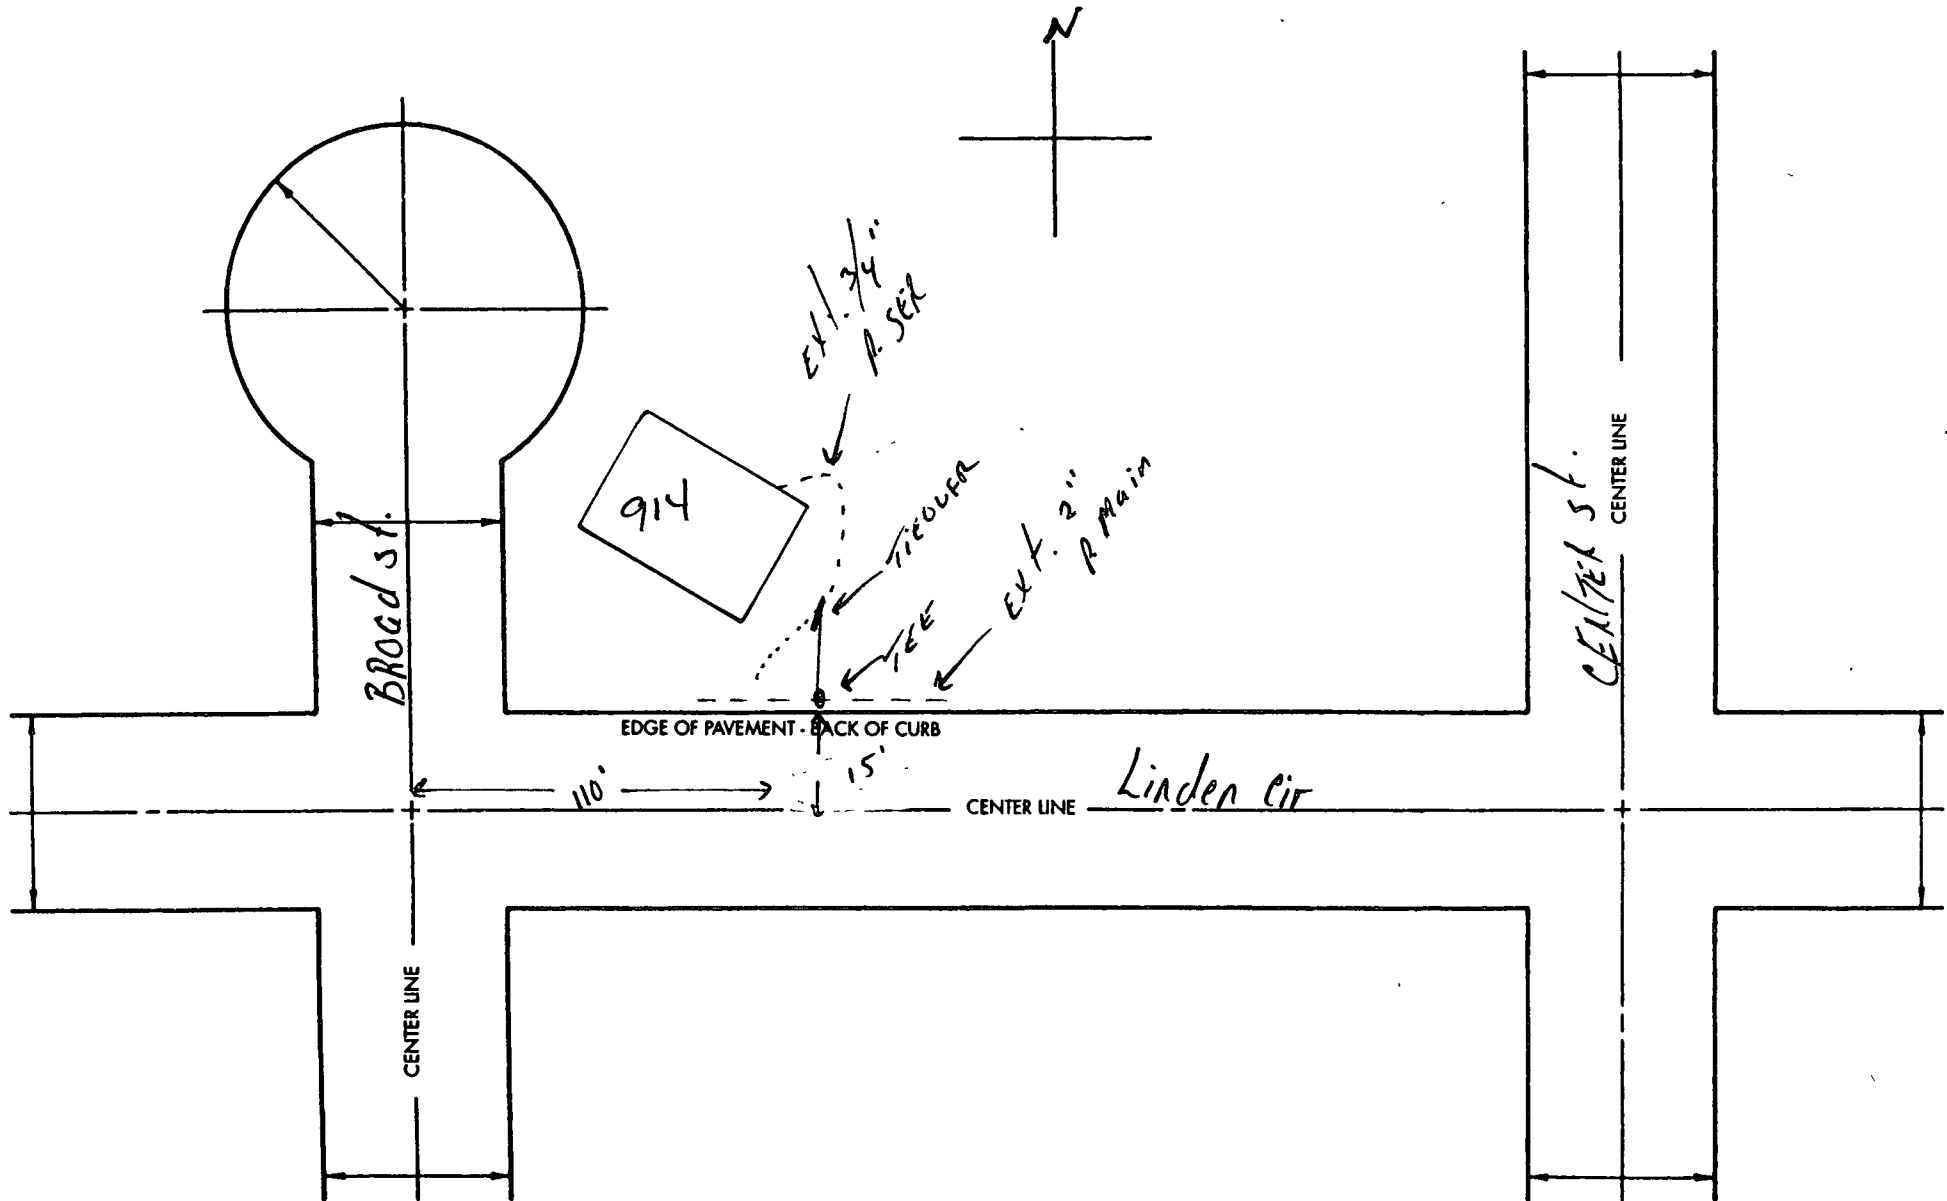 N
Ext. 3/4"
P. SER
914
TIEOVER
Ext. 2"
P. Main
TEE
BROad St.
CENTER St.
CENTER LINE
EDGE OF PAVEMENT - BACK OF CURB
15'
110'
Linden Cir
CENTER LINE
CENTER LINE